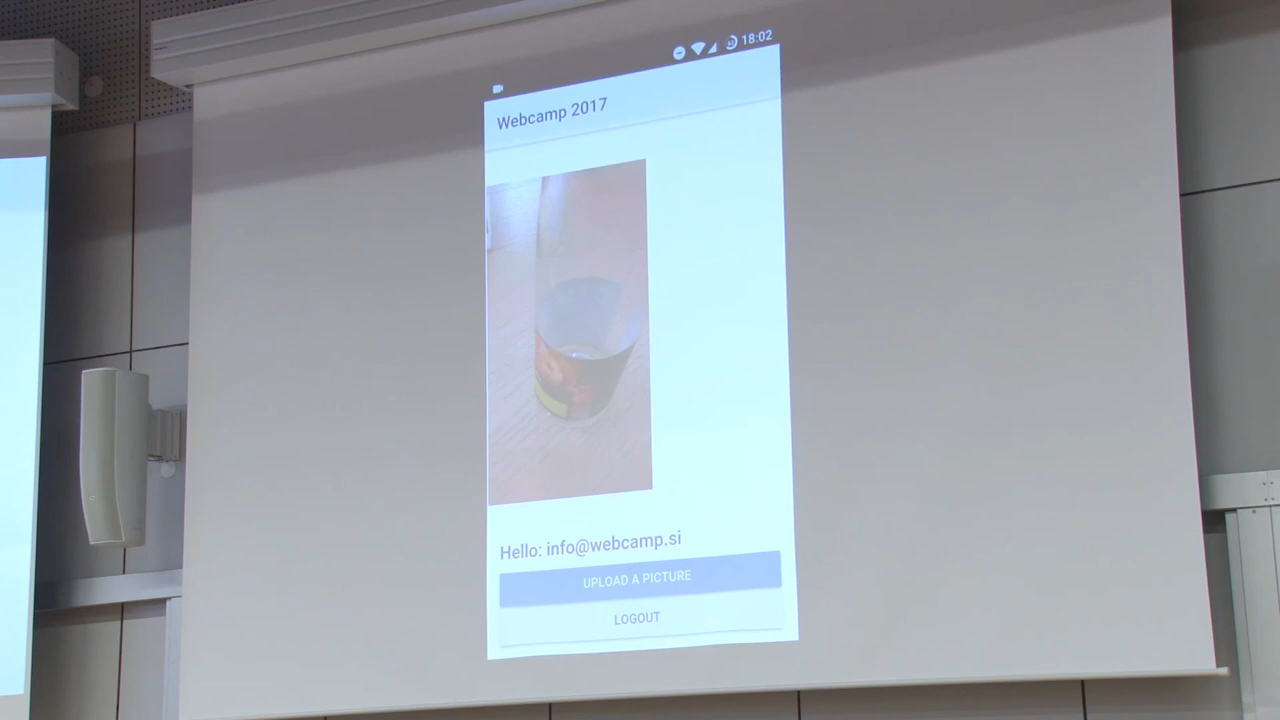 18:02
Webcamp 2017
Hello: info@webcamp.si
UPLOAD A PICTURE
LOGOUT